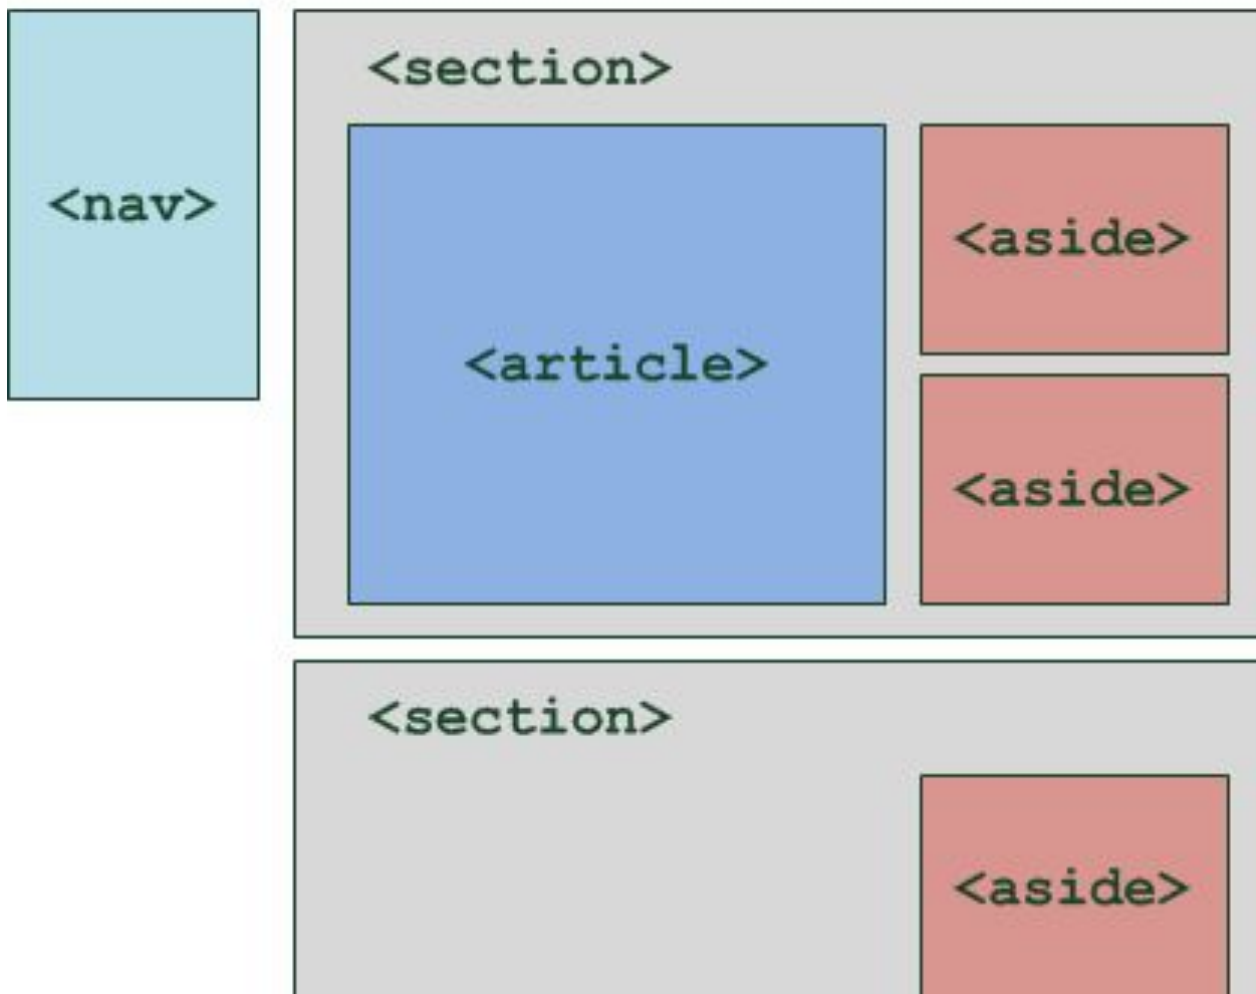 <nav>
<section>
<article>
<aside>
<aside>
<section>
<aside>